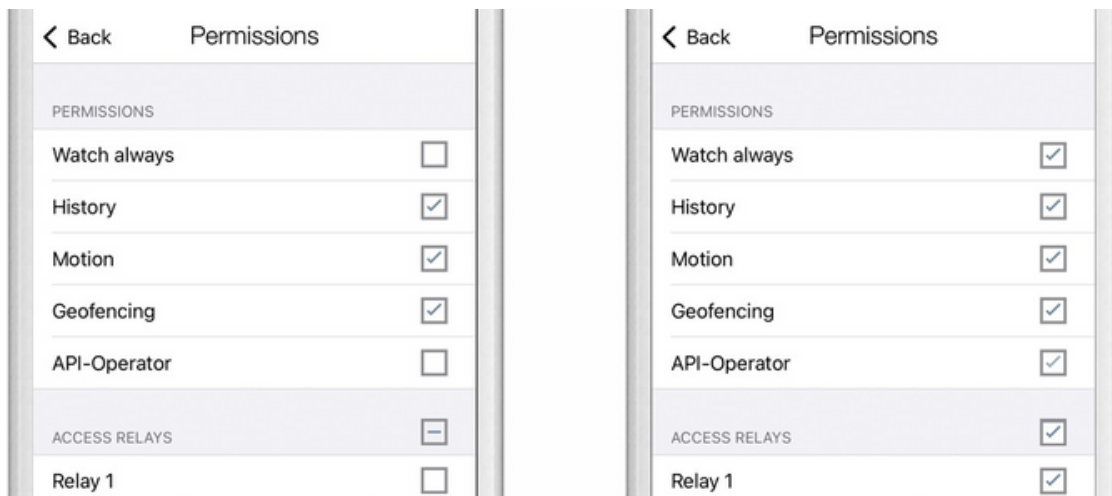 Back Permissions
PERMISSIONS
Watch always
History
Motion
Geofencing
API-Operator
ACCESS RELAYS
Relay 1
Back Permissions
PERMISSIONS
Watch always
History
Motion
Geofencing
API-Operator
ACCESS RELAYS
Relay 1